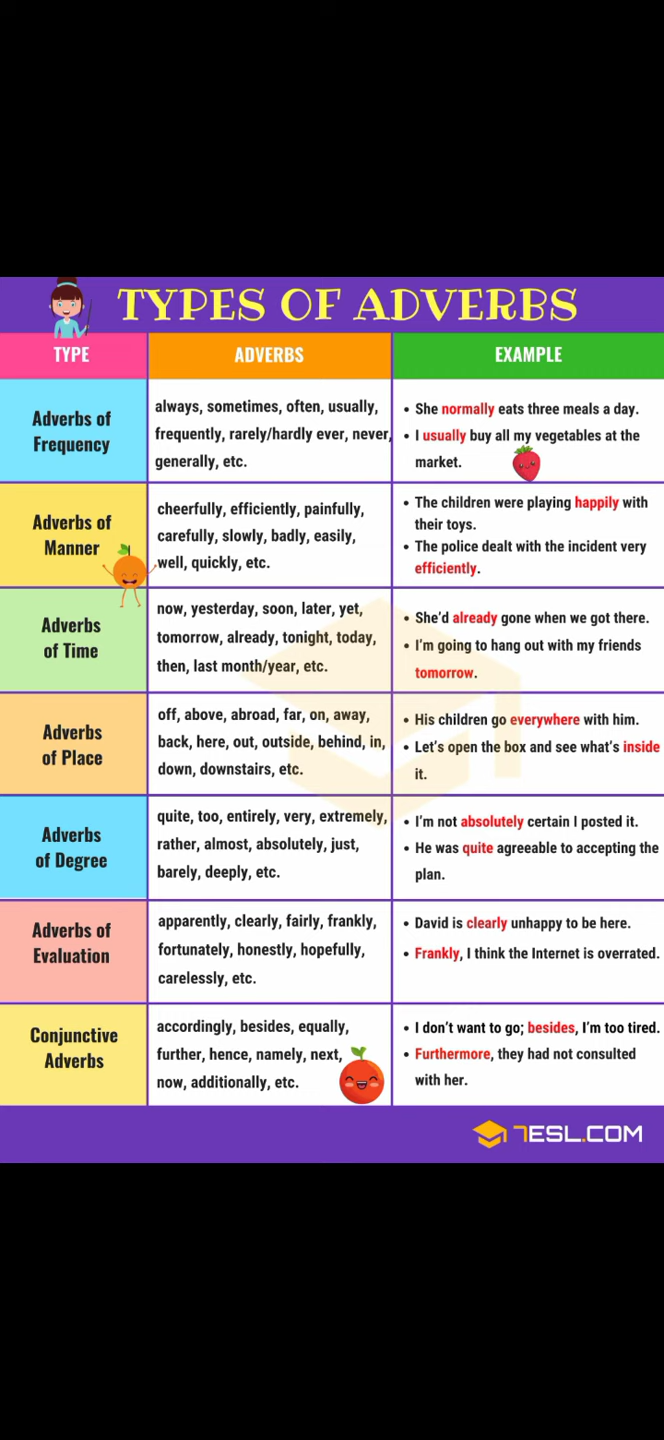 TYPES OF ADVERBS
TYPE
ADVERBS
EXAMPLE
Adverbs of
Frequency
always, sometimes, often, usually,
frequently, rarely/hardly ever, never,
generally, etc.
• She normally eats three meals a day.
• I usually buy all my vegetables at the
market.
Adverbs of
Manner
cheerfully, efficiently, painfully,
carefully, slowly, badly, easily,
well, quickly, etc.
• The children were playing happily with
their toys.
• The police dealt with the incident very
efficiently.
Adverbs
of Time
now, yesterday, soon, later, yet,
tomorrow, already, tonight, today,
then, last month/year, etc.
• She’d already gone when we got there.
• I’m going to hang out with my friends
tomorrow.
Adverbs
of Place
off, above, abroad, far, on, away,
back, here, out, outside, behind, in,
down, downstairs, etc.
• His children go everywhere with him.
• Let’s open the box and see what’s inside
it.
Adverbs
of Degree
quite, too, entirely, very, extremely,
rather, almost, absolutely, just,
barely, deeply, etc.
• I’m not absolutely certain I posted it.
• He was quite agreeable to accepting the
plan.
Adverbs of
Evaluation
apparently, clearly, fairly, frankly,
fortunately, honestly, hopefully,
carelessly, etc.
• David is clearly unhappy to be here.
• Frankly, I think the Internet is overrated.
Conjunctive
Adverbs
accordingly, besides, equally,
further, hence, namely, next,
now, additionally, etc.
• I don’t want to go; besides, I’m too tired.
• Furthermore, they had not consulted
with her.
7ESL.COM